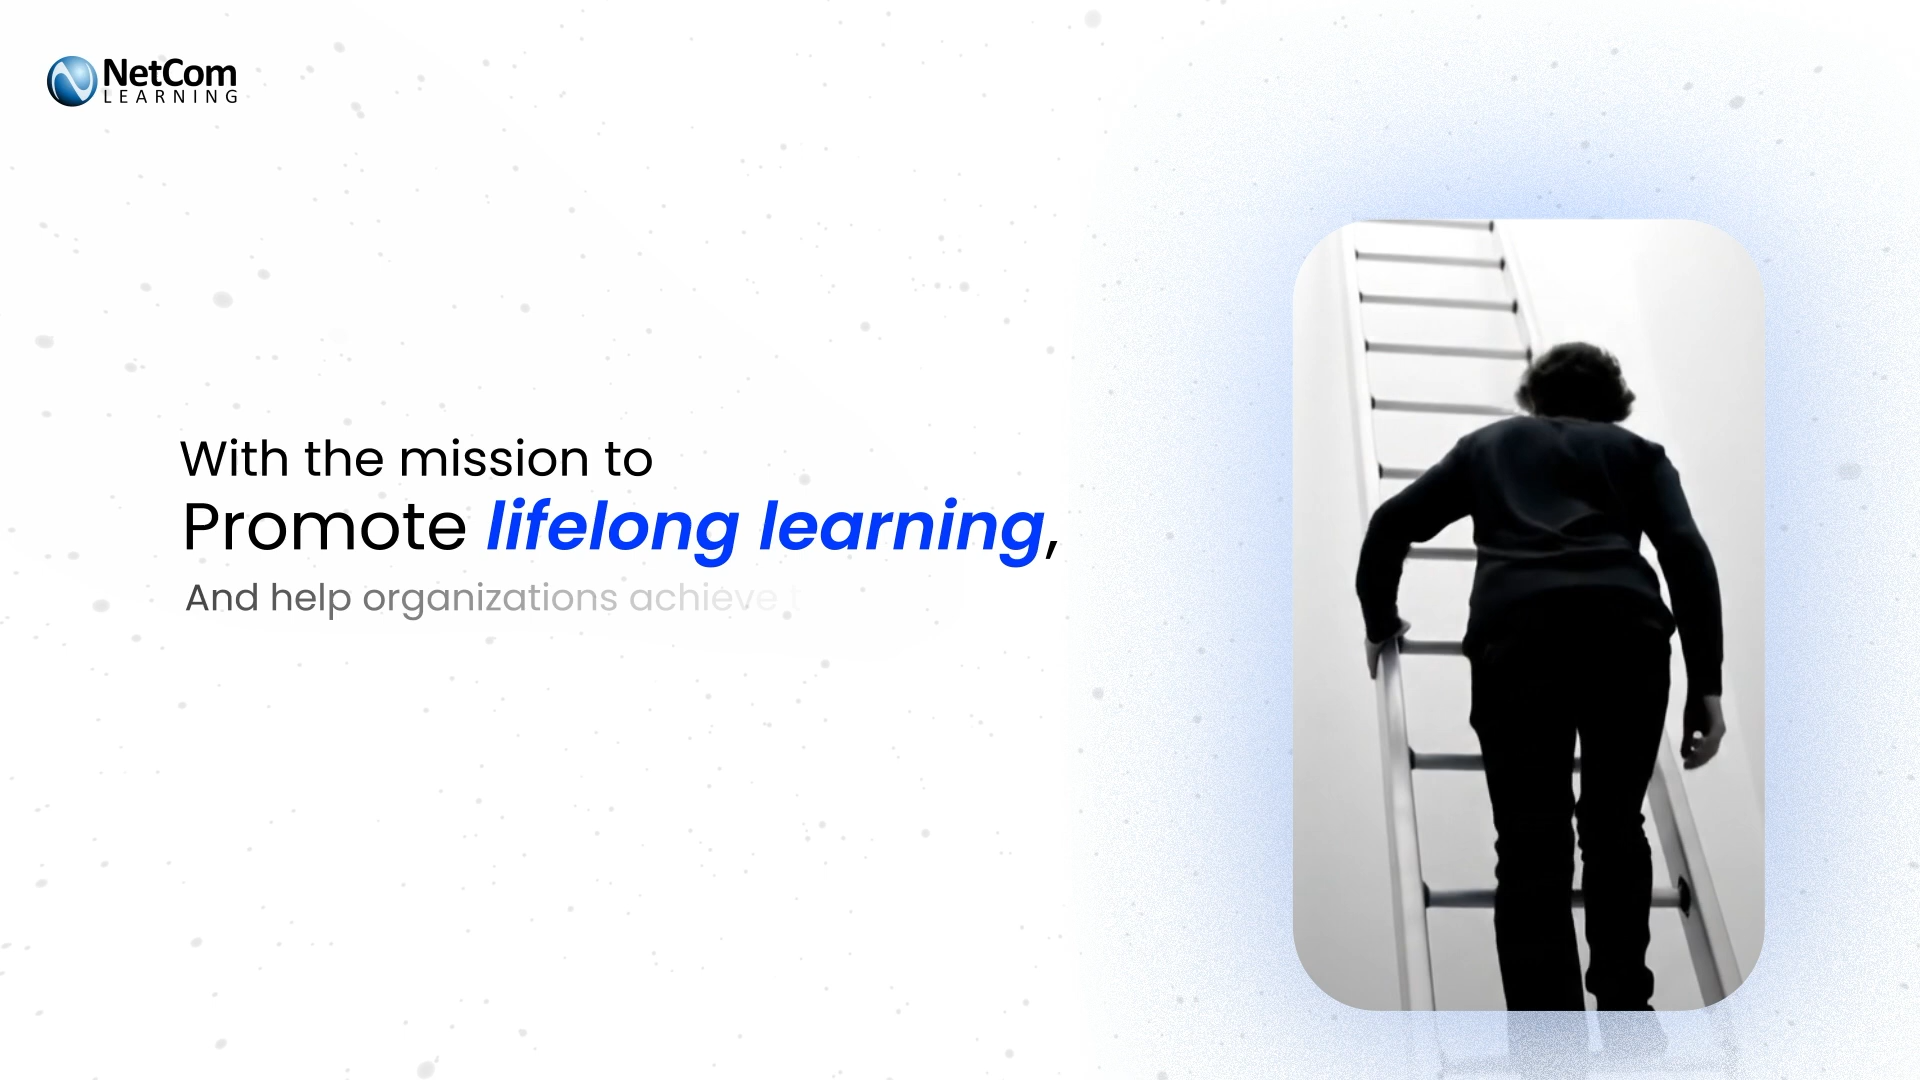 NetCom
LEARNING
With the mission to
Promote lifelong learning,
And help organizations achieve